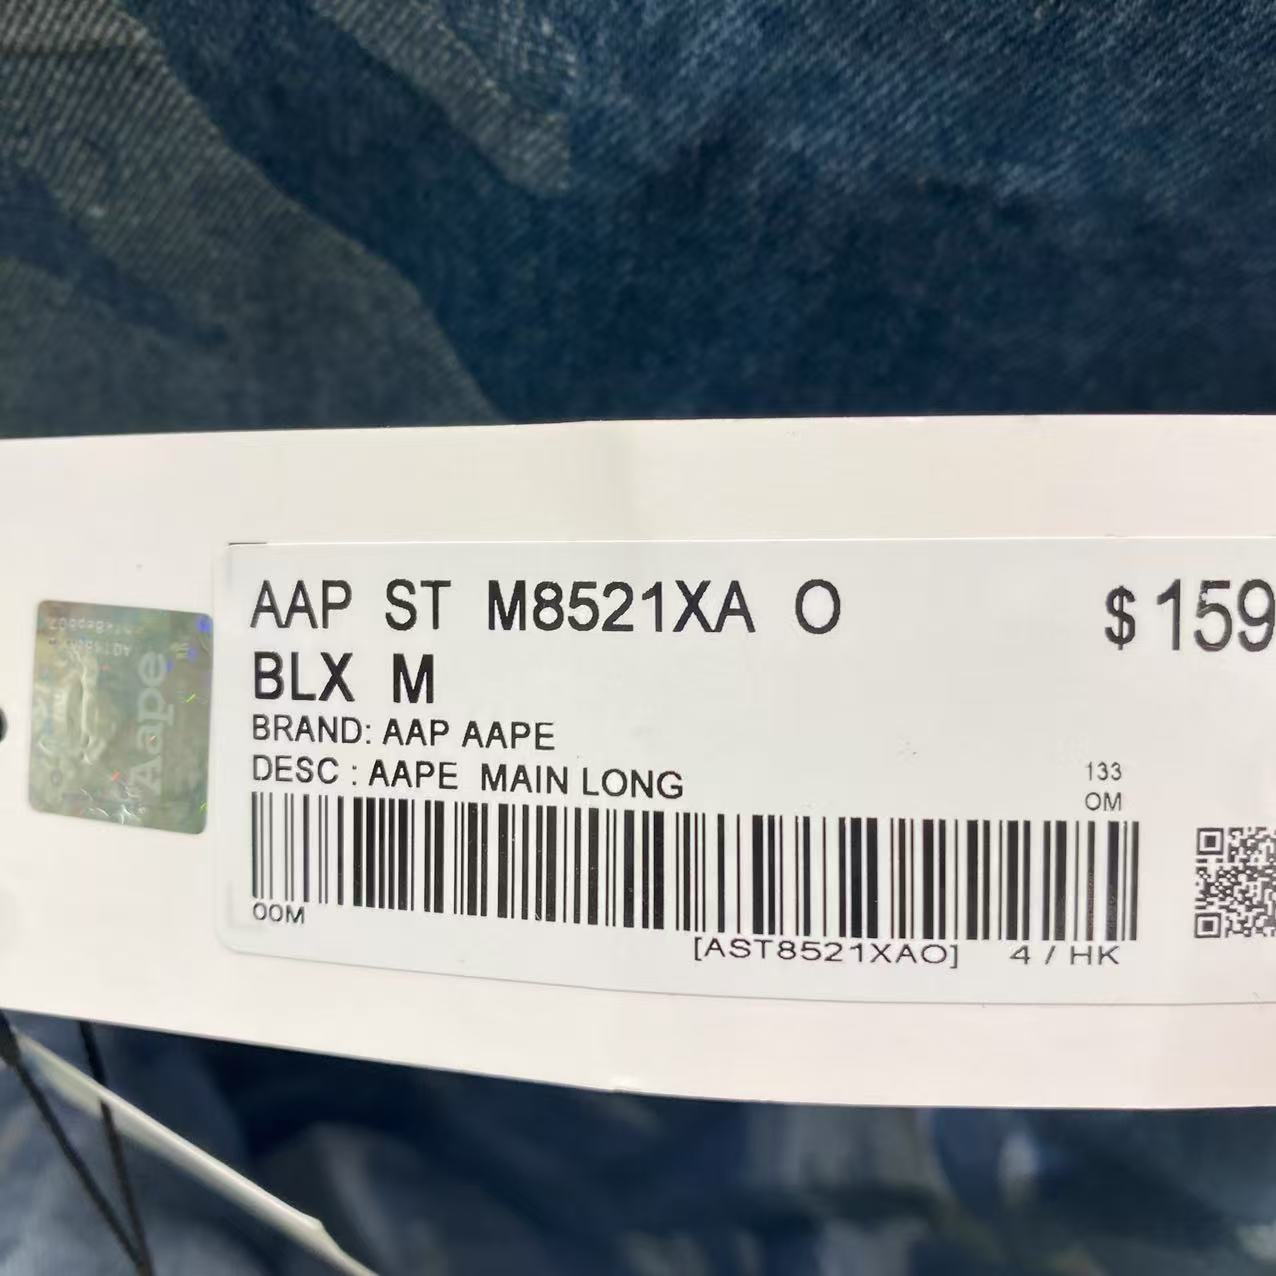 AAP ST M8521XA O
$159
BLX M
BRAND: AAP AAPE
DESC : AAPE MAIN LONG
133
OM
00M
[AST8521XAO] 4 / HK
Aape